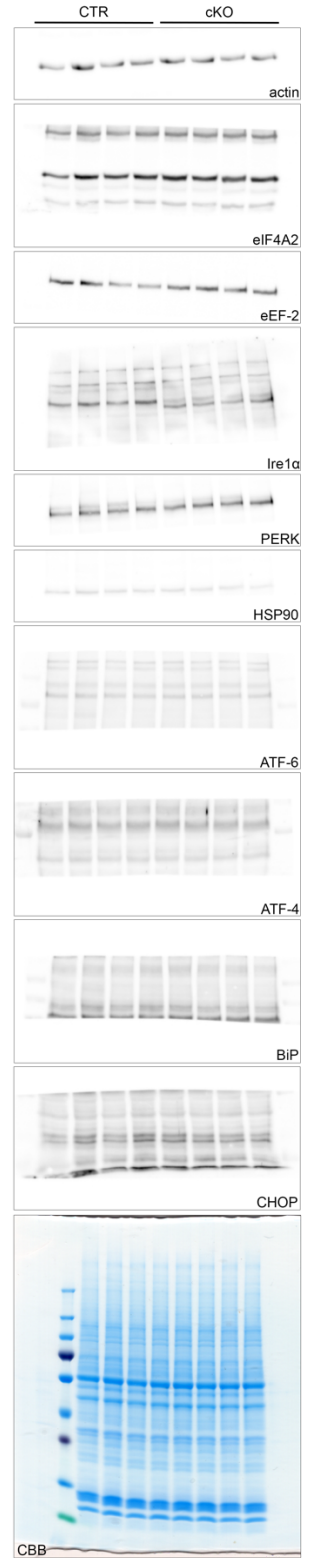 CTR cKO
actin
eIF4A2
eEF-2
Ire1α
PERK
HSP90
ATF-6
ATF-4
BiP
CHOP
CBB